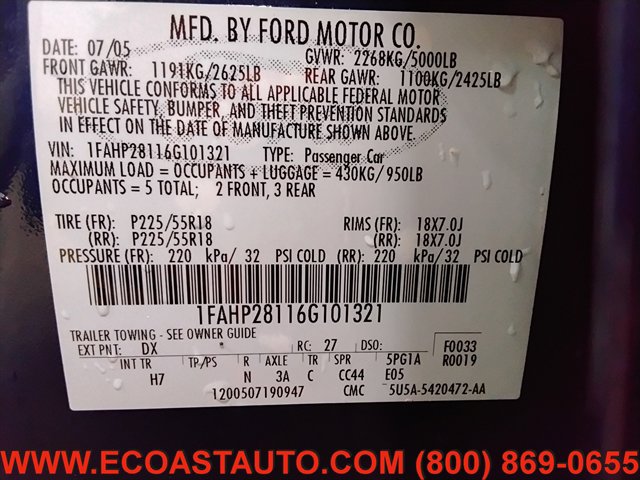 MFD. BY FORD MOTOR CO.
DATE: 07/05 GVWR: 2268KG/5000LB
FRONT GAWR: 1191KG/2625LB REAR GAWR: 1100KG/2425LB
THIS VEHICLE CONFORMS TO ALL APPLICABLE FEDERAL MOTOR
VEHICLE SAFETY, BUMPER, AND THEFT PREVENTION STANDARDS
IN EFFECT ON THE DATE OF MANUFACTURE SHOWN ABOVE.
VIN: 1FAHP28116G101321 TYPE: Passenger Car
MAXIMUM LOAD = OCCUPANTS + LUGGAGE = 430KG/950LB
OCCUPANTS = 5 TOTAL; 2 FRONT, 3 REAR
TIRE (FR): P225/55R18 RIMS (FR): 18X7.0J
(RR): P225/55R18 (RR): 18X7.0J
PRESSURE (FR): 220 kPa/ 32 PSI COLD (RR): 220 kPa/ 32 PSI COLD
1FAHP28116G101321
TRAILER TOWING - SEE OWNER GUIDE
EXT PNT: DX RC: 27 DSO: F0033
INT TR TP/PS R AXLE TR SPR 5PG1A R0019
H7 N 3A C CC44 E05
1200507190947 CMC 5U5A-5420472-AA
WWW.ECOASTAUTO.COM (800) 869-0655